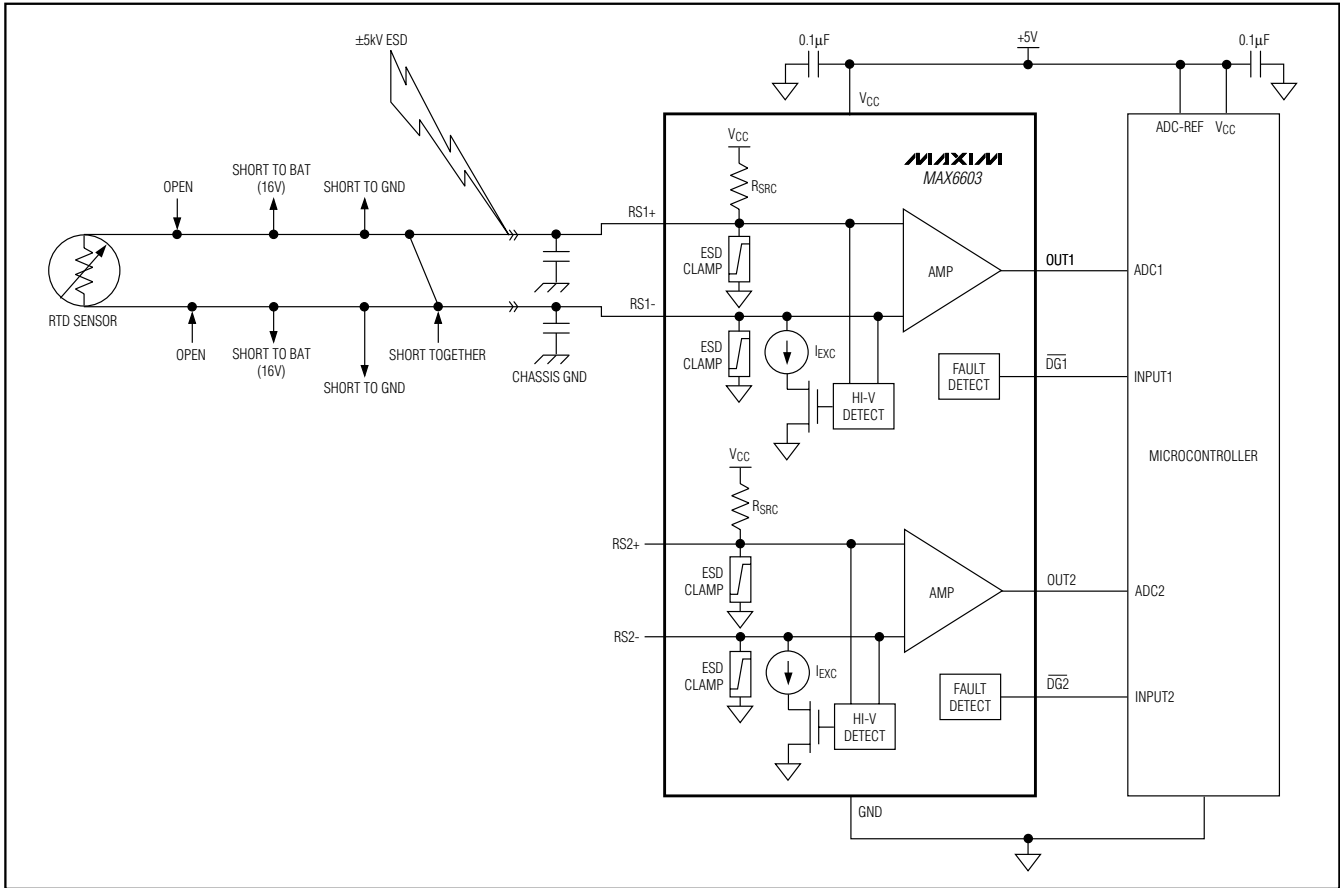 ±5kV ESD
0.1µF
+5V
0.1µF
VCC
ADC-REF VCC
VCC
MAXIM
MAX6603
RSRC
OPEN
SHORT TO BAT
(16V)
SHORT TO GND
RS1+
ESD
CLAMP
AMP
OUT1
ADC1
RS1-
RTD SENSOR
OPEN
SHORT TO BAT
(16V)
SHORT TO GND
SHORT TOGETHER
CHASSIS GND
ESD
CLAMP
IEXC
HI-V
DETECT
FAULT
DETECT
DG1
INPUT1
VCC
RSRC
MICROCONTROLLER
RS2+
ESD
CLAMP
AMP
OUT2
ADC2
RS2-
ESD
CLAMP
IEXC
HI-V
DETECT
FAULT
DETECT
DG2
INPUT2
GND